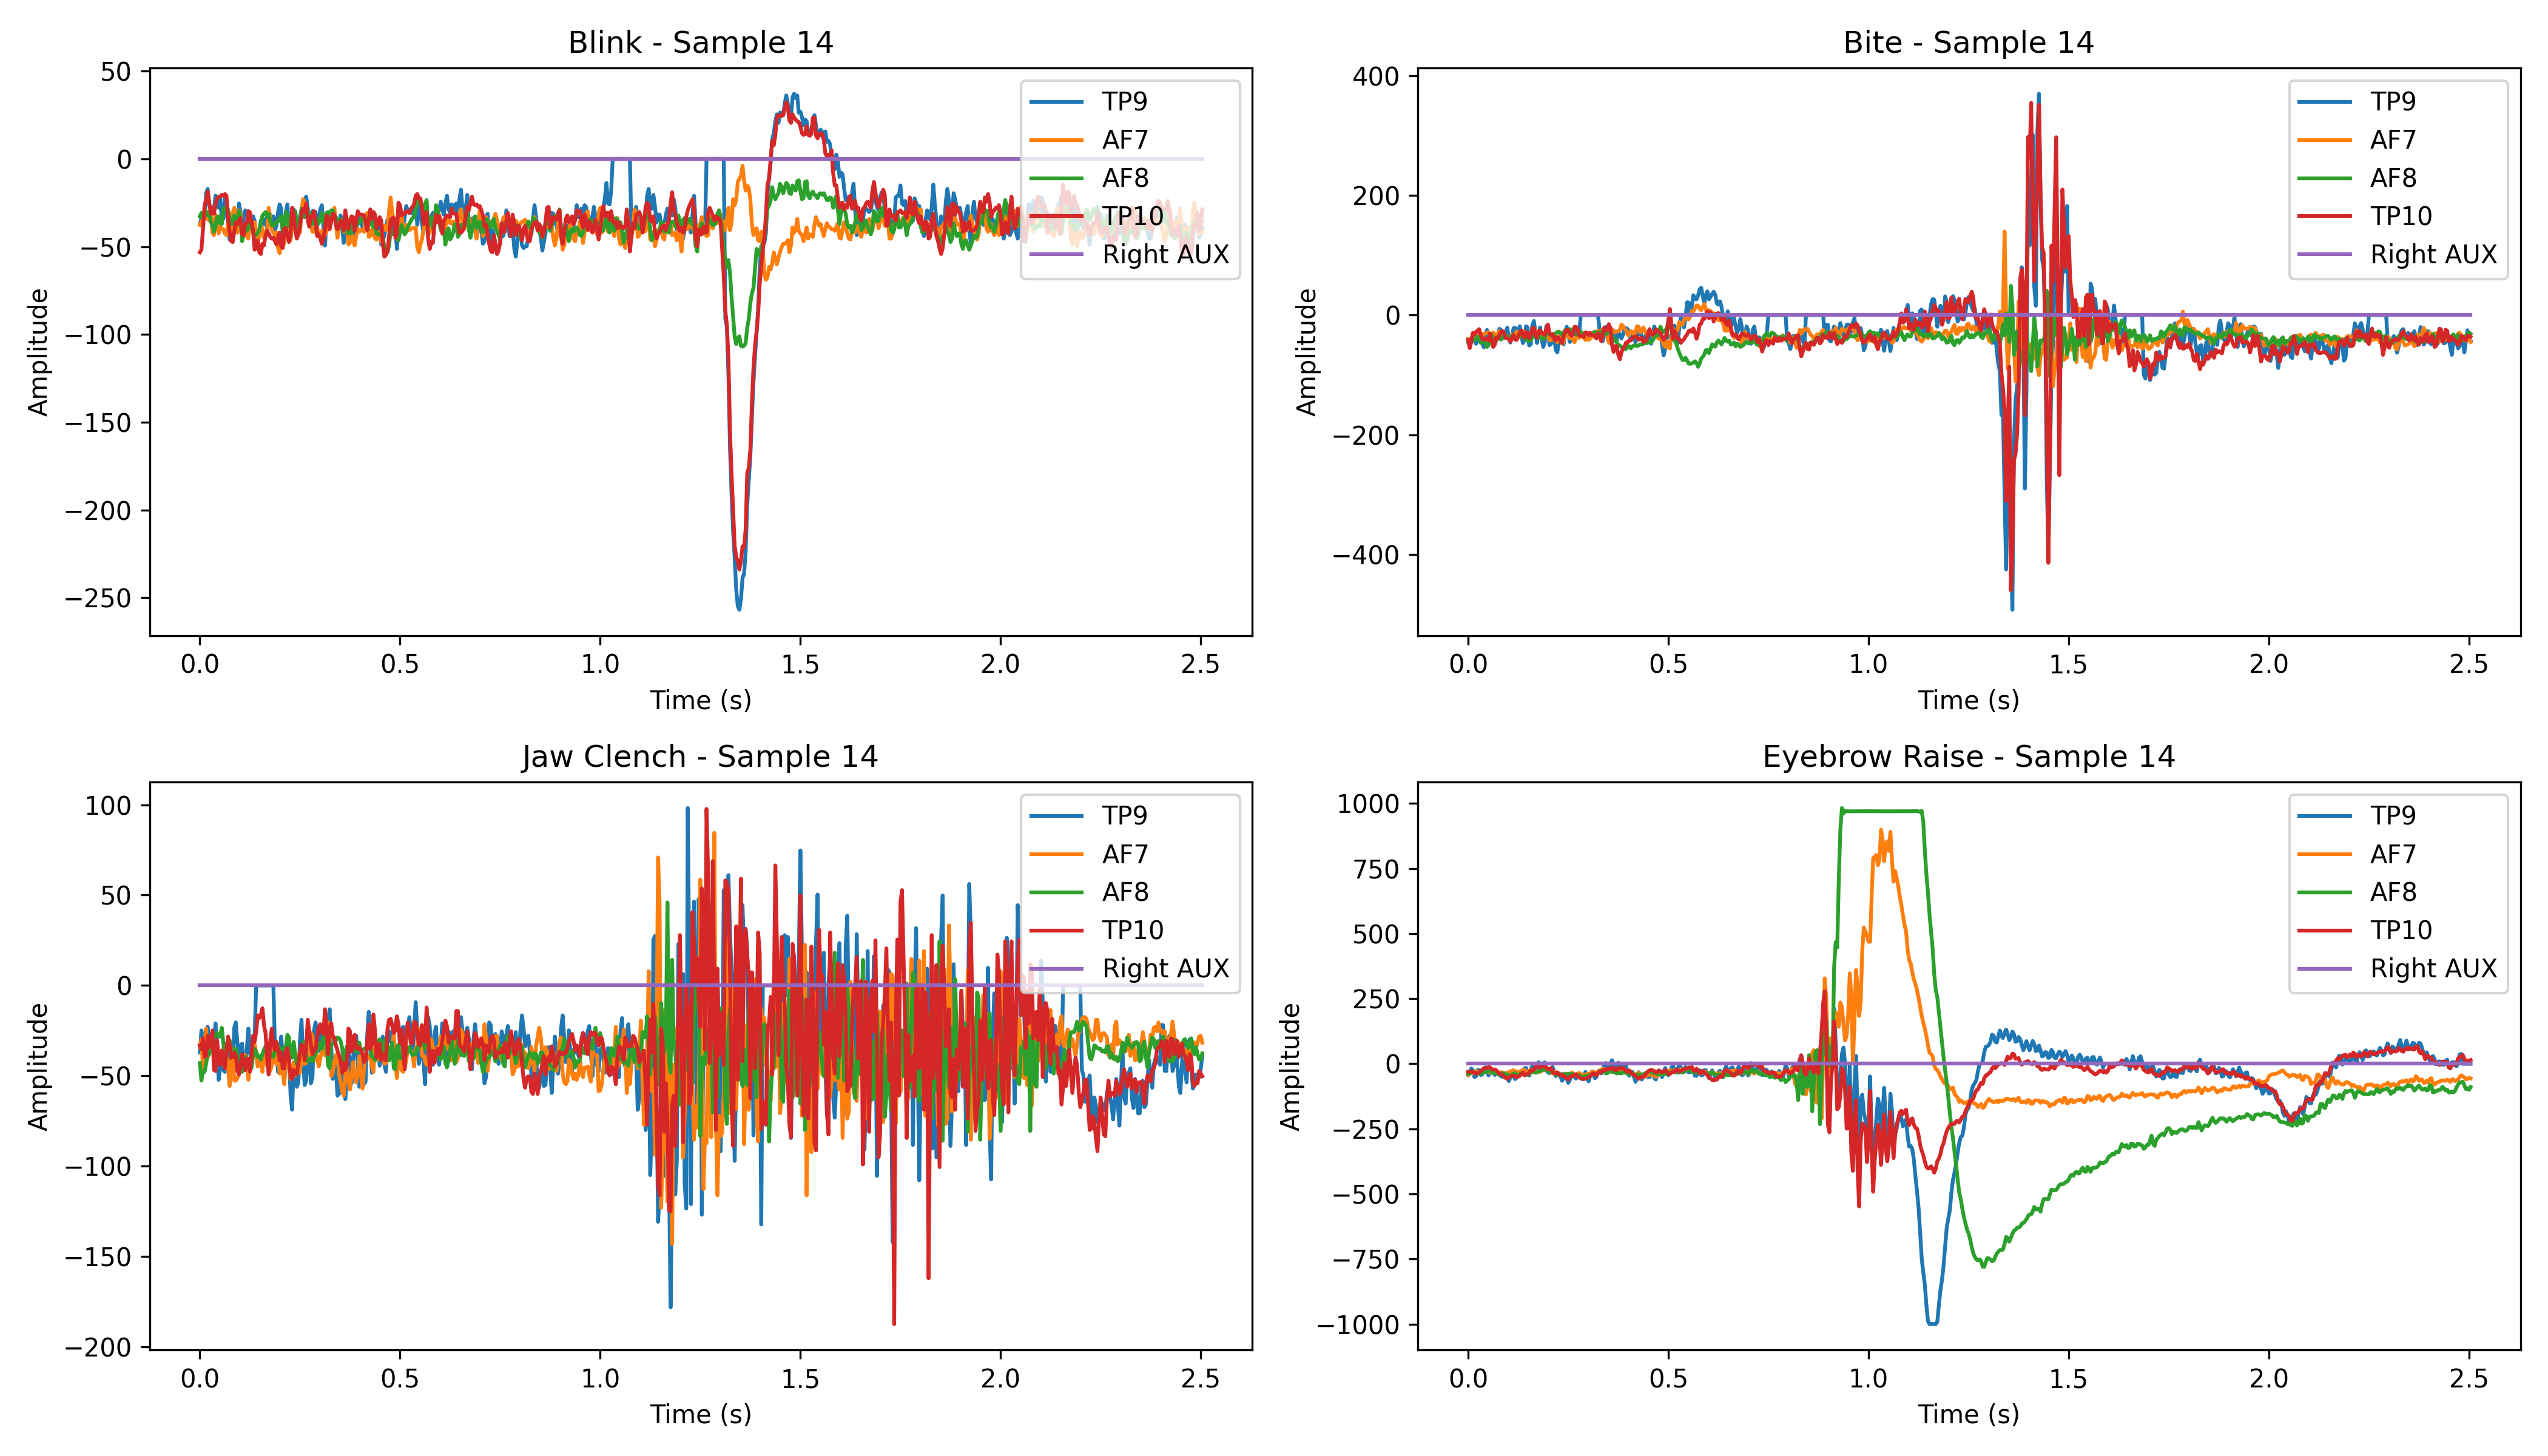 Blink - Sample 14
50
0
−50
−100
−150
−200
−250
Amplitude
0.0 0.5 1.0 1.5 2.0 2.5
Time (s)
TP9
AF7
AF8
TP10
Right AUX
Bite - Sample 14
400
200
0
−200
−400
Amplitude
0.0 0.5 1.0 1.5 2.0 2.5
Time (s)
TP9
AF7
AF8
TP10
Right AUX
Jaw Clench - Sample 14
100
50
0
−50
−100
−150
−200
Amplitude
0.0 0.5 1.0 1.5 2.0 2.5
Time (s)
TP9
AF7
AF8
TP10
Right AUX
Eyebrow Raise - Sample 14
1000
750
500
250
0
−250
−500
−750
−1000
Amplitude
0.0 0.5 1.0 1.5 2.0 2.5
Time (s)
TP9
AF7
AF8
TP10
Right AUX